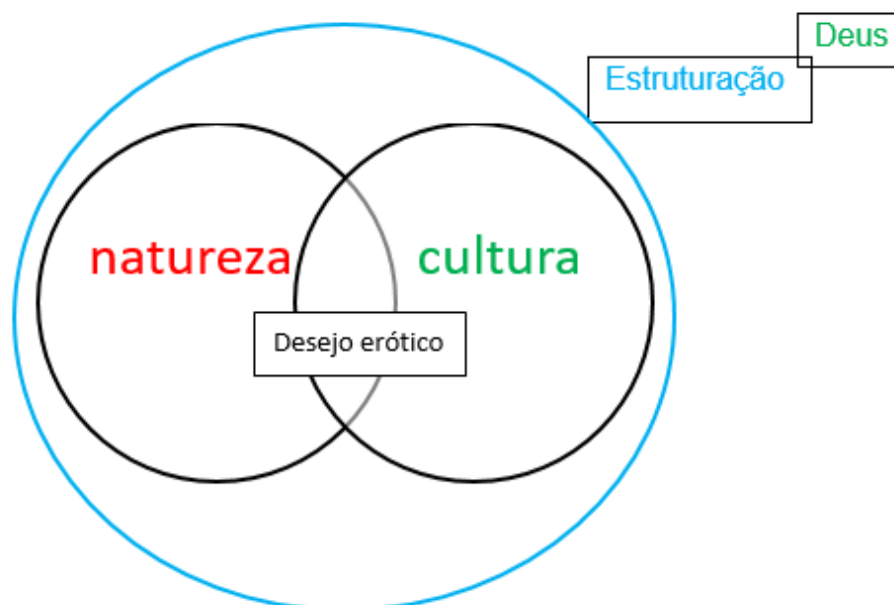 Deus
Estruturação
natureza
cultura
Desejo erótico